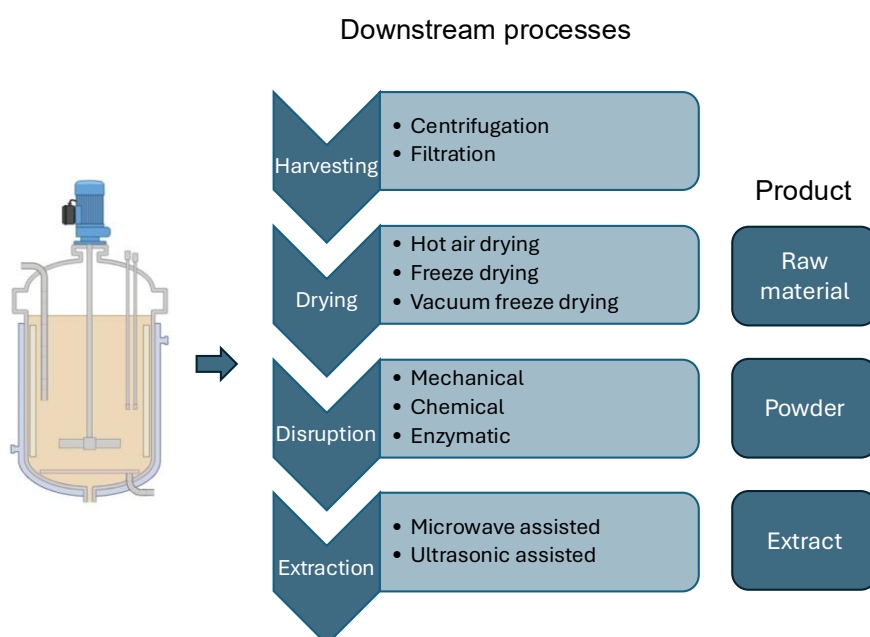 Downstream processes
Harvesting
• Centrifugation
• Filtration
Product
Drying
• Hot air drying
• Freeze drying
• Vacuum freeze drying
Raw
material
Disruption
• Mechanical
• Chemical
• Enzymatic
Powder
Extraction
• Microwave assisted
• Ultrasonic assisted
Extract